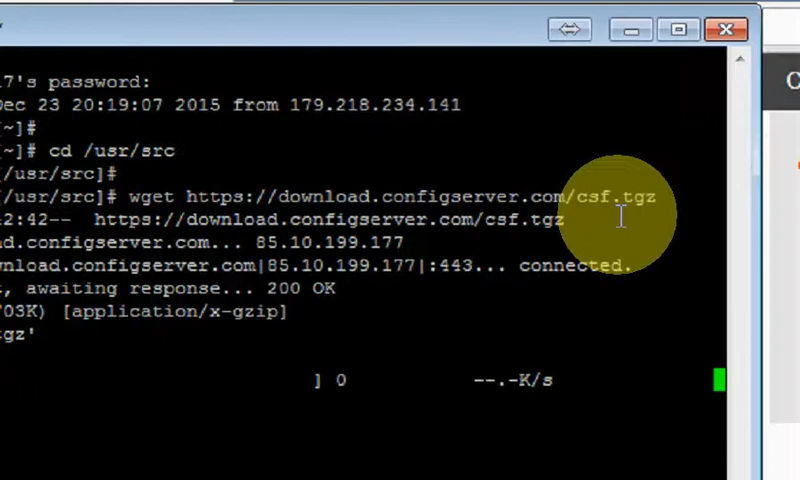 7's password:
Dec 23 20:19:07 2015 from 179.218.234.141
~]#
~]# cd /usr/src
/usr/src]#
/usr/src]# wget https://download.configserver.com/csf.tgz
2:42-- https://download.configserver.com/csf.tgz
d.configserver.com... 85.10.199.177
wnload.configserver.com|85.10.199.177|:443... connected.
t, awaiting response... 200 OK
703K) [application/x-gzip]
tgz'
] 0 --.-K/s
C